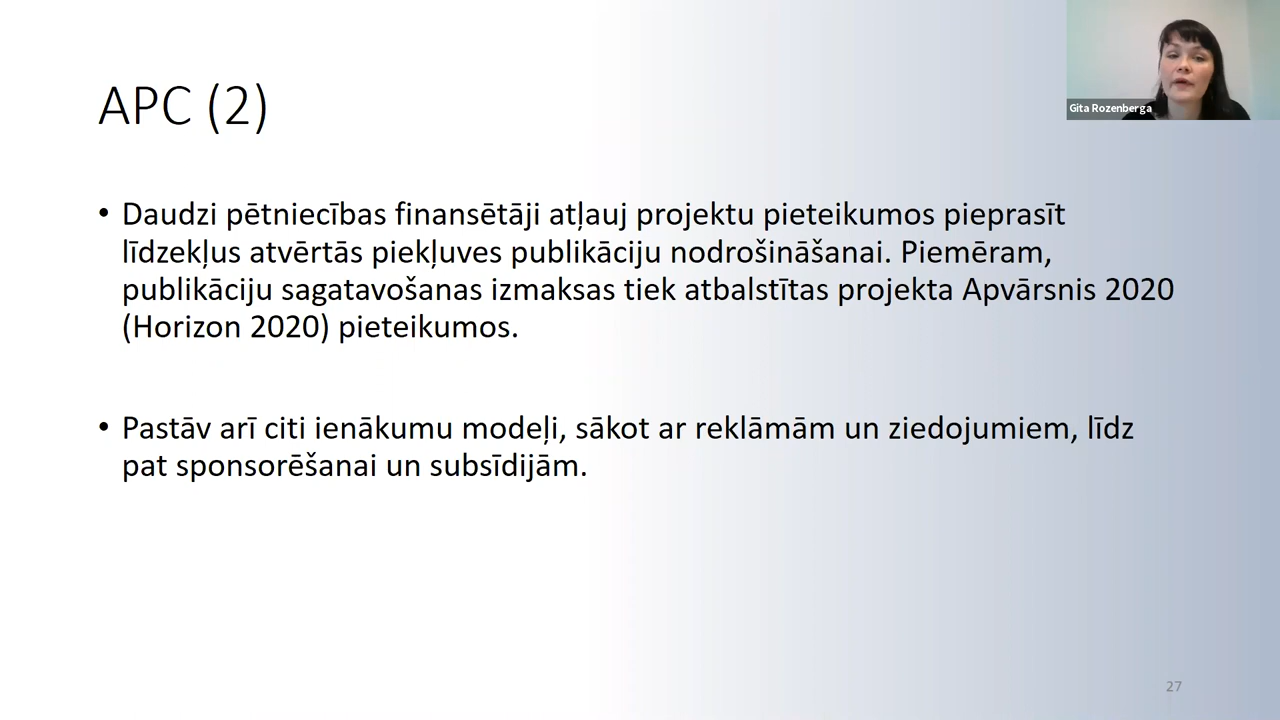 APC (2)
Gita Rozenberga
• Daudzi pētniecības finansētāji atļauj projektu pieteikumos pieprasīt
līdzekļus atvērtās piekļuves publikāciju nodrošināšanai. Piemēram,
publikāciju sagatavošanas izmaksas tiek atbalstītas projekta Apvārsnis 2020
(Horizon 2020) pieteikumos.
• Pastāv arī citi ienākumu modeļi, sākot ar reklāmām un ziedojumiem, līdz
pat sponsorēšanai un subsīdijām.
27